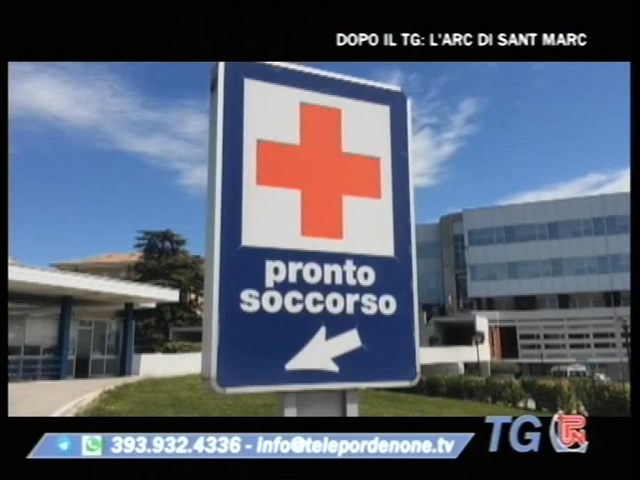 DOPO IL TG: L'ARC DI SANT MARC
pronto
soccorso
393.932.4336 - info@telepordenone.tv
TG